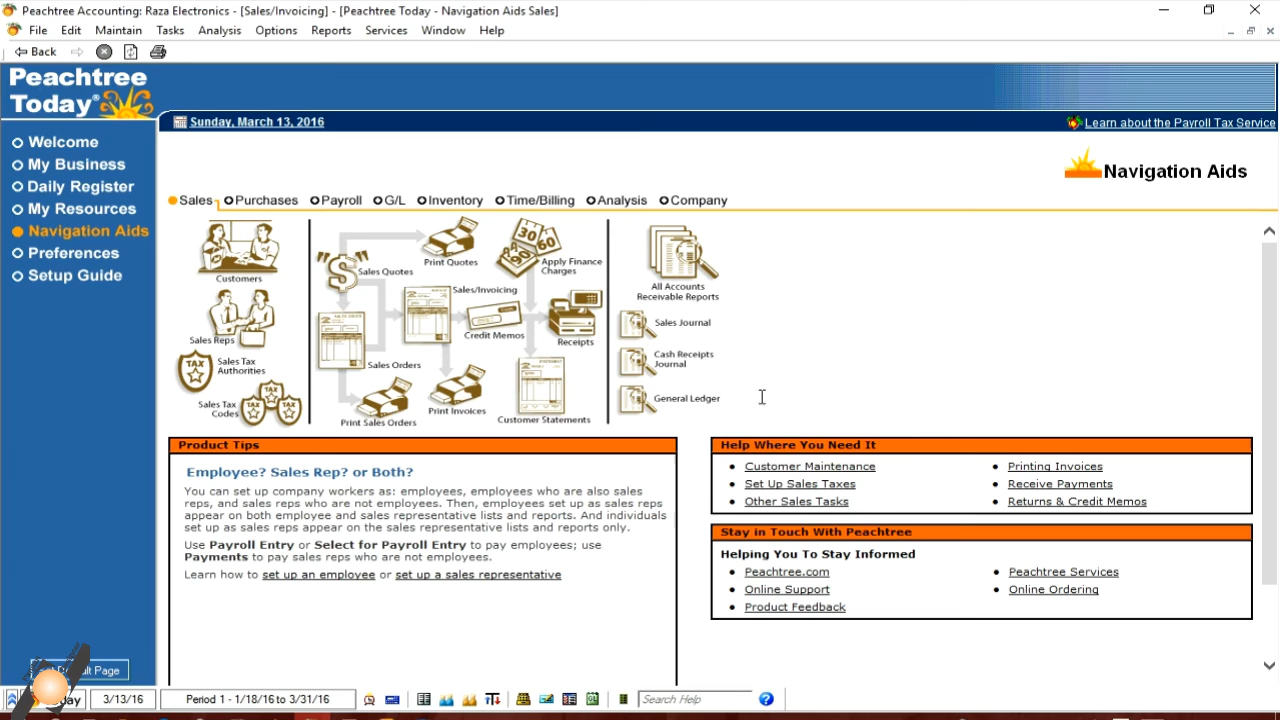 Peachtree Accounting: Raza Electronics - [Sales/Invoicing] - [Peachtree Today - Navigation Aids Sales]
File Edit Maintain Tasks Analysis Options Reports Services Window Help
Back
Peachtree
Today®
Sunday, March 13, 2016
Learn about the Payroll Tax Service
Welcome
My Business
Daily Register
My Resources
Navigation Aids
Preferences
Setup Guide
Navigation Aids
Sales Purchases Payroll G/L Inventory Time/Billing Analysis Company
Customers
Sales Reps
TAX
Sales Tax
Authorities
Sales Tax
Codes
TAX TAX
"$"
Sales Quotes
Print Quotes
30 60
90
Apply Finance
Charges
Sales/Invoicing
Credit Memos
Receipts
Sales Orders
Print Sales Orders
Print Invoices
Customer Statements
All Accounts
Receivable Reports
Sales Journal
Cash Receipts
Journal
General Ledger
Product Tips
Employee? Sales Rep? or Both?
You can set up company workers as: employees, employees who are also sales
reps, and sales reps who are not employees. Then, employees set up as sales reps
appear on both employee and sales representative lists and reports. And individuals
set up as sales reps appear on the sales representative lists and reports only.
Use Payroll Entry or Select for Payroll Entry to pay employees; use
Payments to pay sales reps who are not employees.
Learn how to set up an employee or set up a sales representative
Help Where You Need It
Customer Maintenance
Set Up Sales Taxes
Other Sales Tasks
Printing Invoices
Receive Payments
Returns & Credit Memos
Stay in Touch With Peachtree
Helping You To Stay Informed
Peachtree.com
Online Support
Product Feedback
Peachtree Services
Online Ordering
Page
3/13/16 Period 1 - 1/18/16 to 3/31/16 Search Help